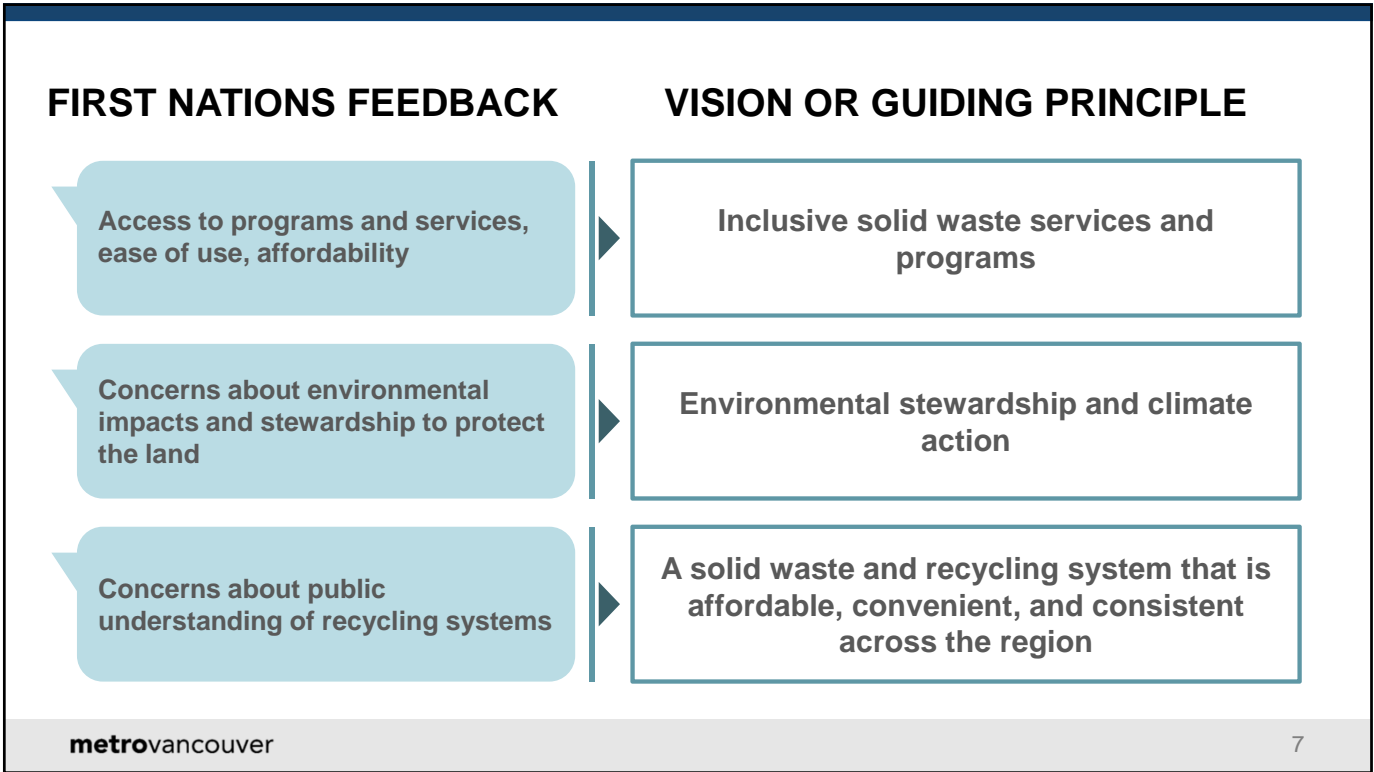 FIRST NATIONS FEEDBACK
VISION OR GUIDING PRINCIPLE
Access to programs and services,
ease of use, affordability
Inclusive solid waste services and
programs
Concerns about environmental
impacts and stewardship to protect
the land
Environmental stewardship and climate
action
Concerns about public
understanding of recycling systems
A solid waste and recycling system that is
affordable, convenient, and consistent
across the region
metrovancouver
7